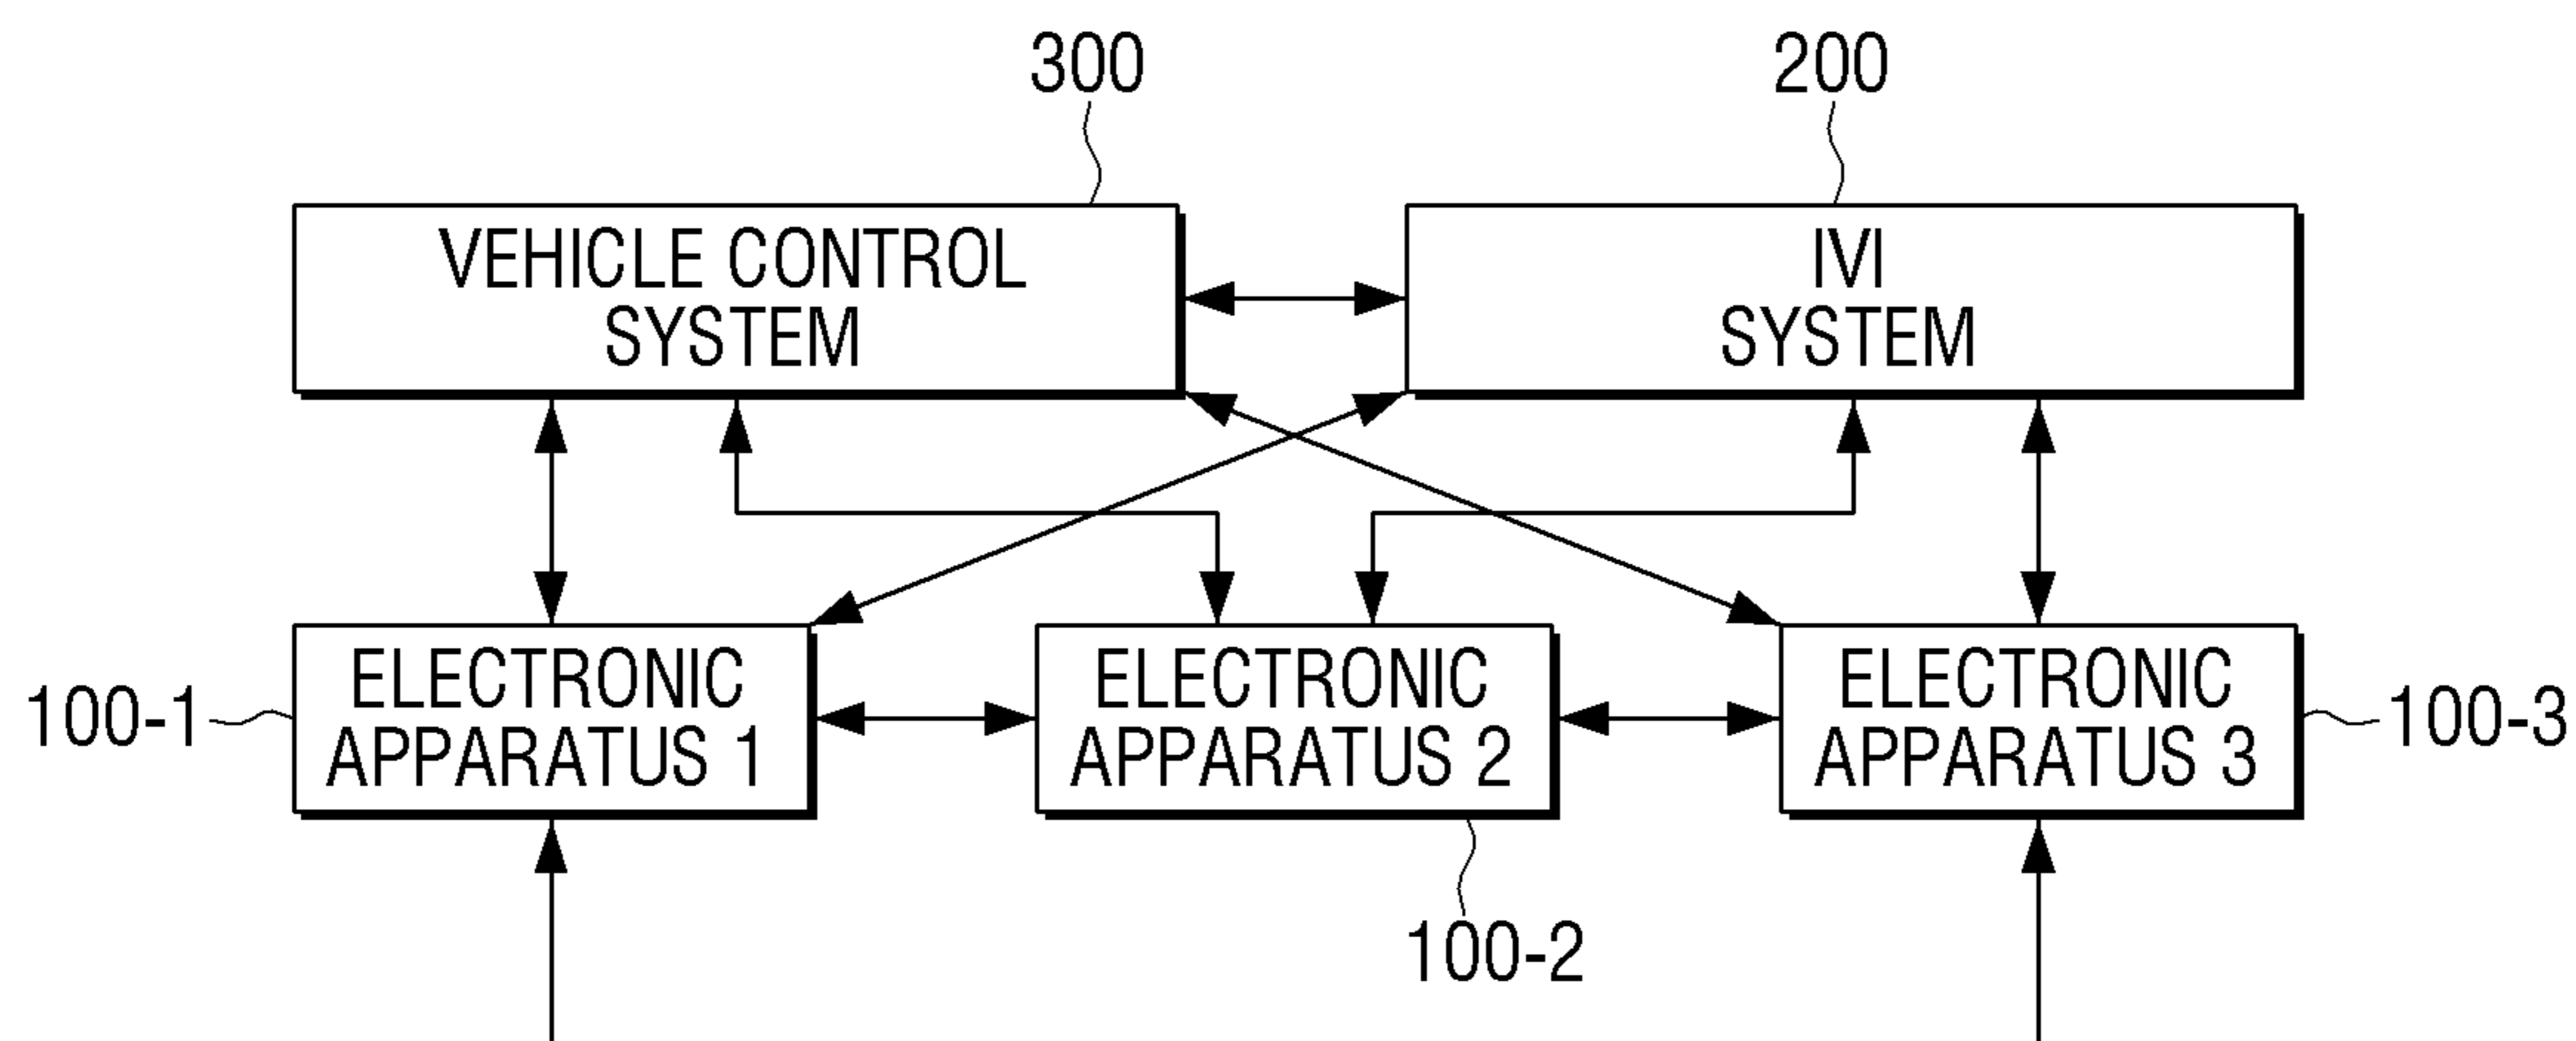 300
200
VEHICLE CONTROL
SYSTEM
IVI
SYSTEM
100-1
ELECTRONIC
APPARATUS 1
ELECTRONIC
APPARATUS 2
ELECTRONIC
APPARATUS 3
100-3
100-2